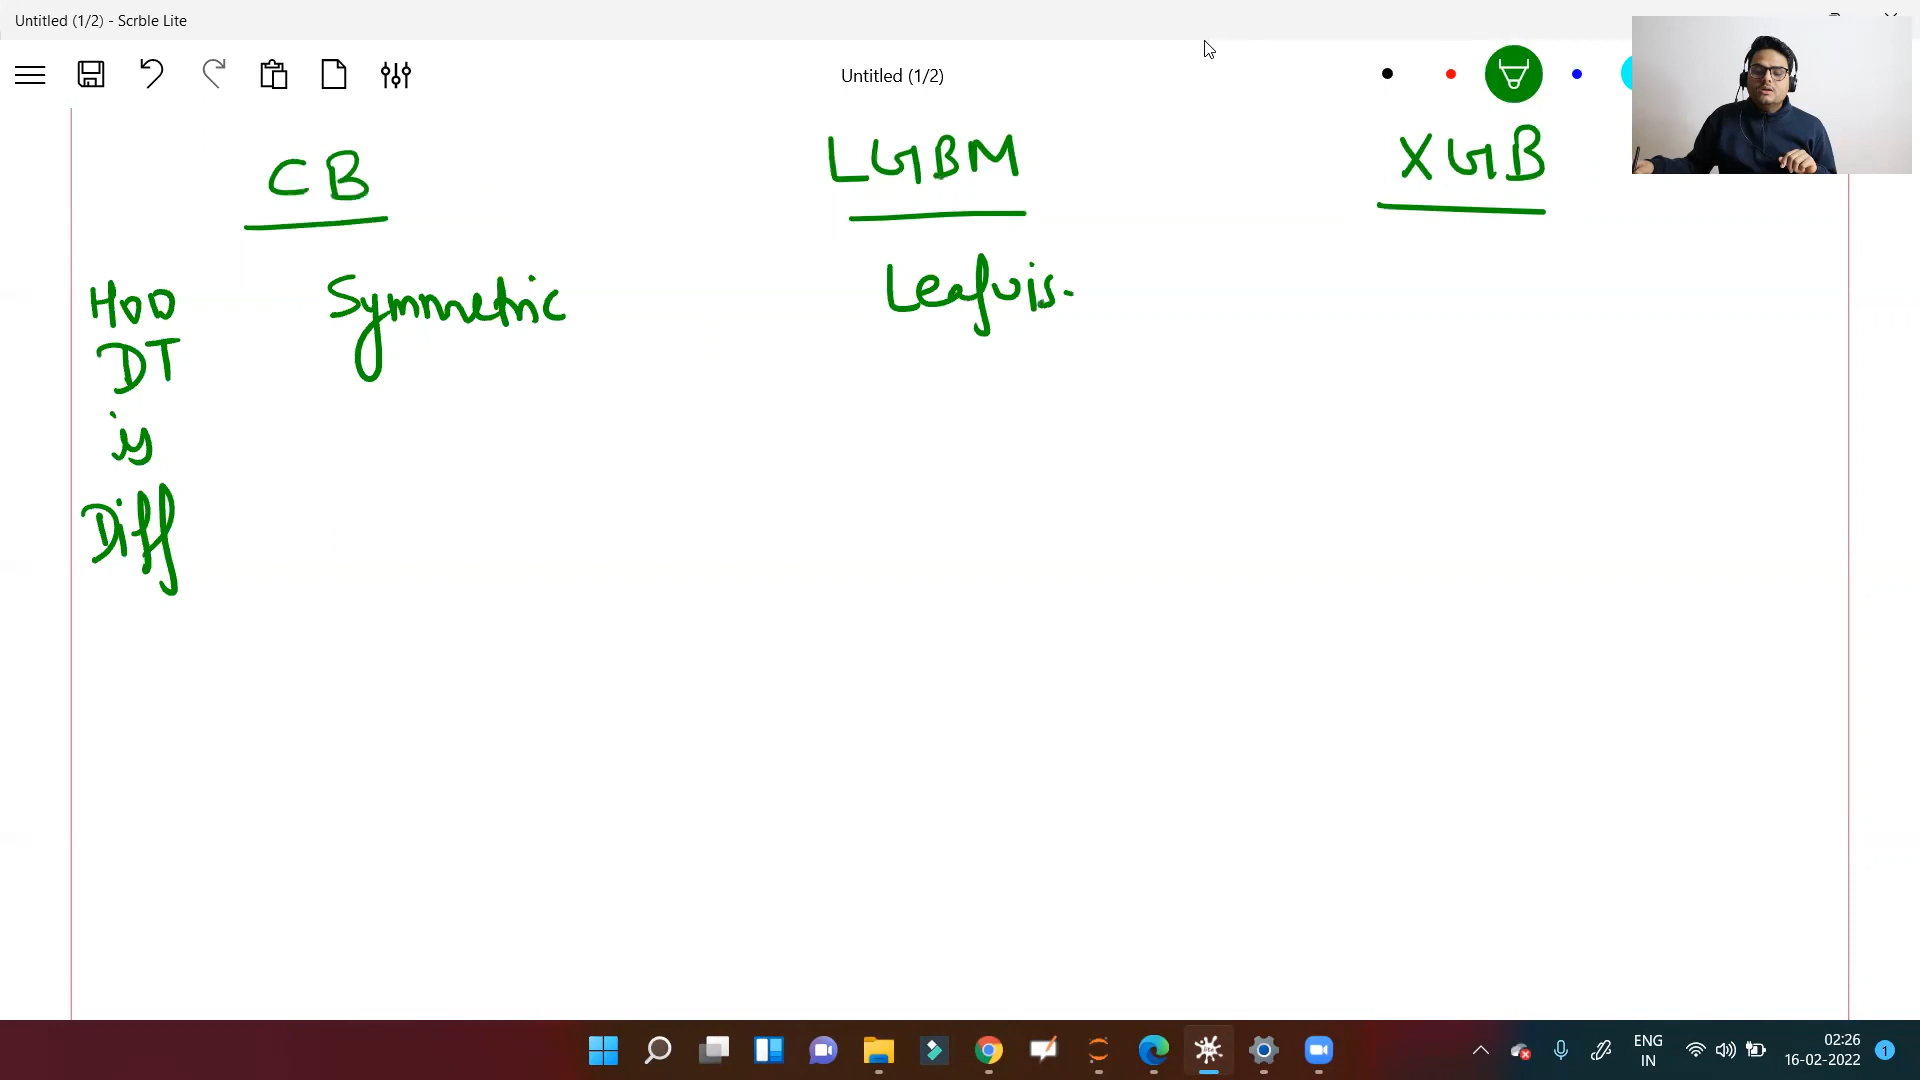 Untitled (1/2) - Scrble Lite
Untitled (1/2)
CB LGBM XGB
Symmetric Leafwis-
How
DT
is
Diff
ENG
IN
02:26
16-02-2022
1